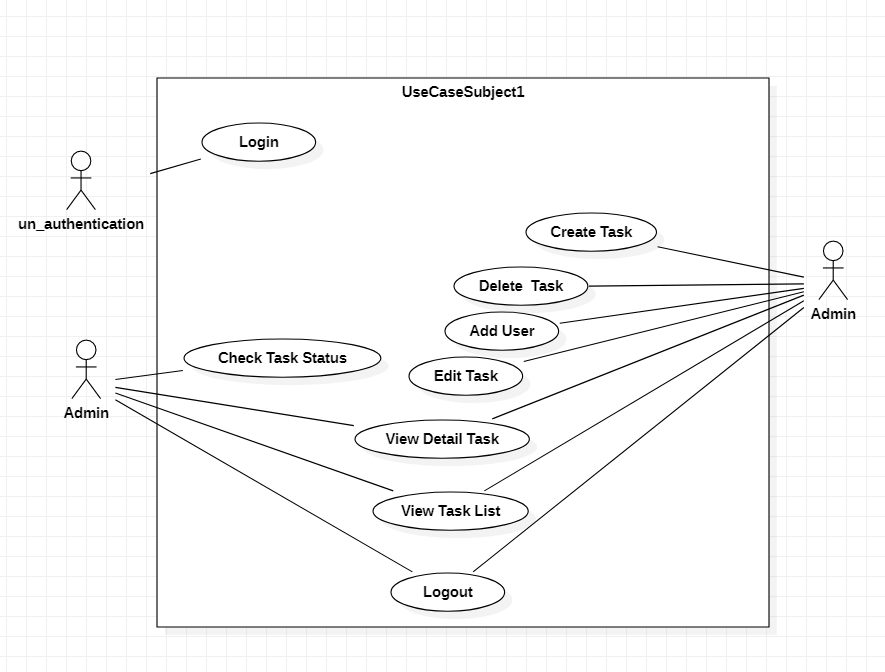 UseCaseSubject1
Login
un_authentication
Create Task
Delete  Task
Admin
Add User
Check Task Status
Edit Task
Admin
View Detail Task
View Task List
Logout